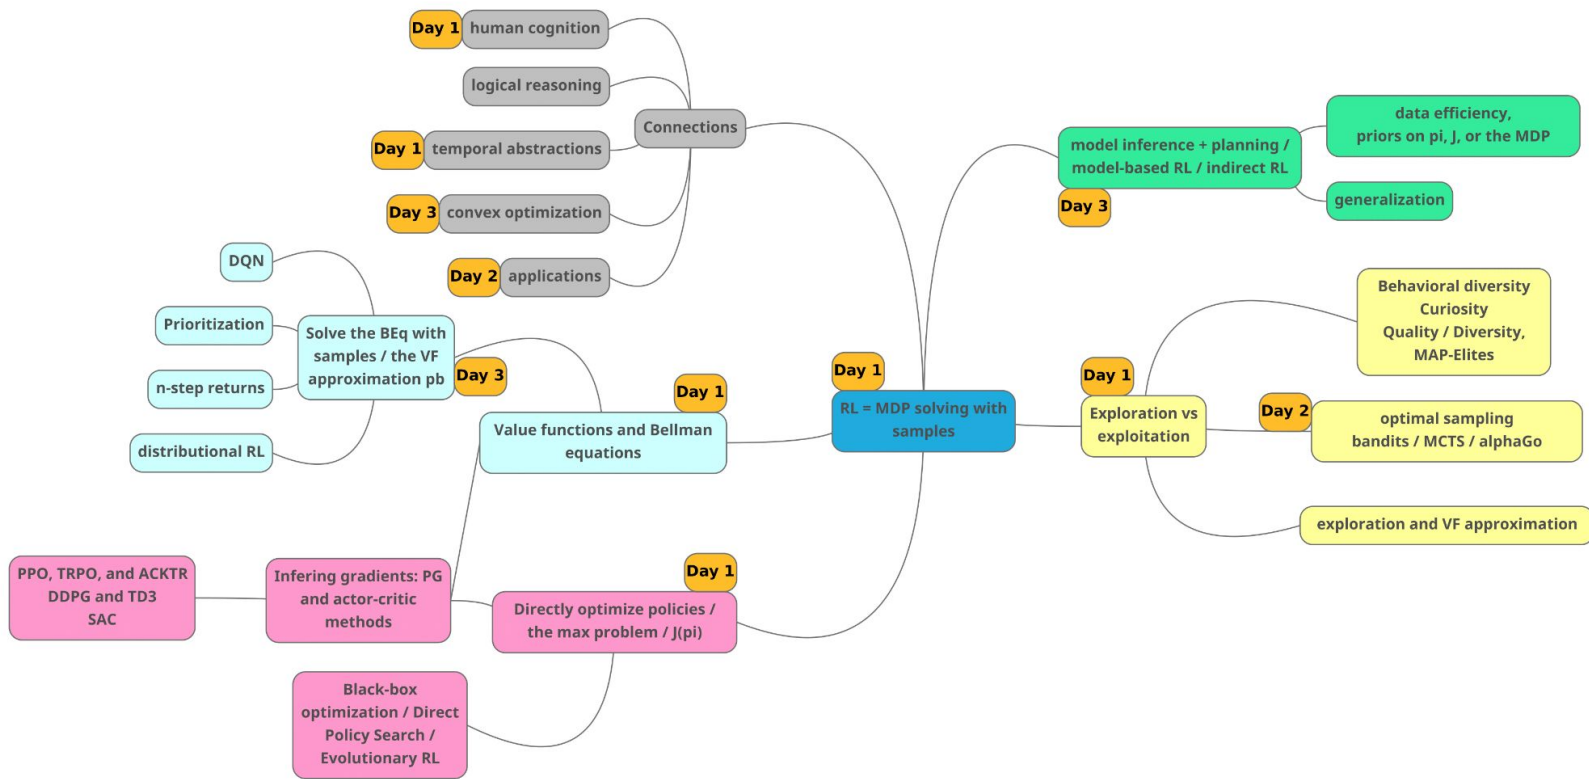 Day 1
human cognition
logical reasoning
Day 1
temporal abstractions
Day 3
convex optimization
Day 2
applications
Connections
model inference + planning /
model-based RL / indirect RL
Day 3
data efficiency,
priors on pi, J, or the MDP
generalization
DQN
Prioritization
n-step returns
distributional RL
Solve the BEq with
samples / the VF
approximation pb
Day 3
Day 1
Value functions and Bellman
equations
Day 1
RL = MDP solving with
samples
Day 1
Exploration vs
exploitation
Behavioral diversity
Curiosity
Quality / Diversity,
MAP-Elites
Day 2
optimal sampling
bandits / MCTS / alphaGo
exploration and VF approximation
PPO, TRPO, and ACKTR
DDPG and TD3
SAC
Infering gradients: PG
and actor-critic
methods
Day 1
Directly optimize policies /
the max problem / J(pi)
Black-box
optimization / Direct
Policy Search /
Evolutionary RL